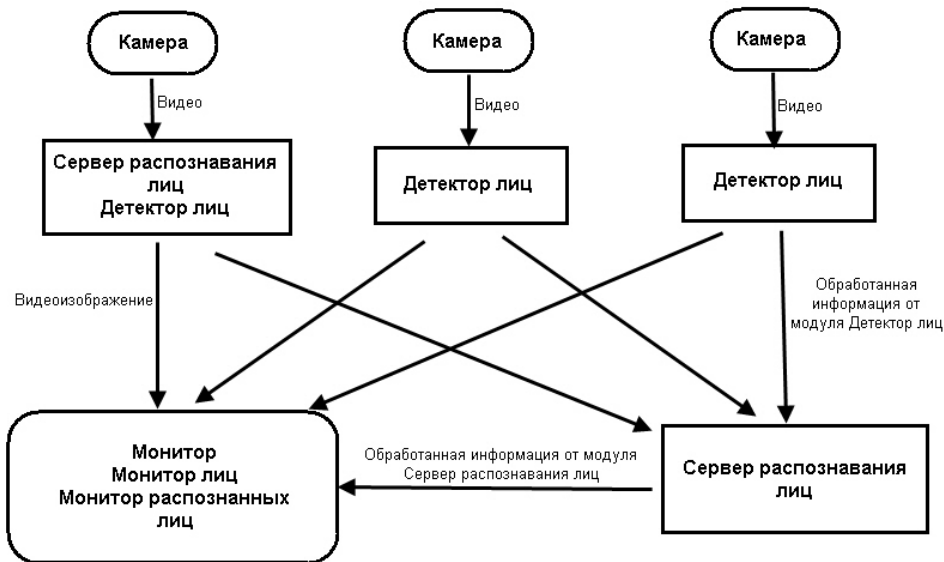 Камера
Камера
Камера
Видео
Видео
Видео
Сервер распознавания
лиц
Детектор лиц
Детектор лиц
Детектор лиц
Видеоизображение
Обработанная
информация от
модуля Детектор лиц
Монитор
Монитор лиц
Монитор распознанных
лиц
Обработанная информация от модуля
Сервер распознавания лиц
Сервер распознавания
лиц